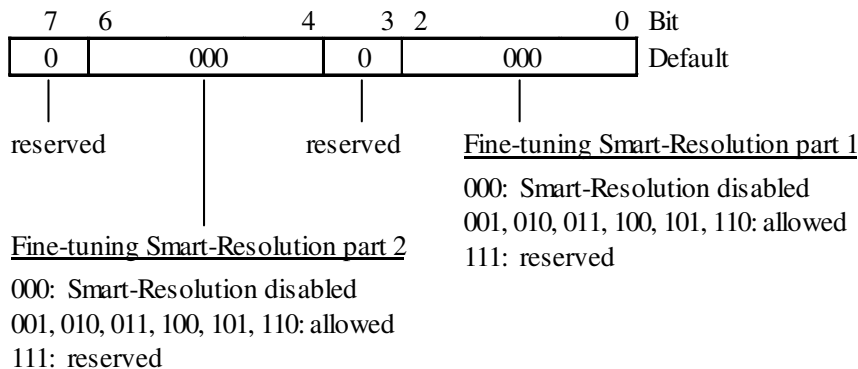 7 6 4 3 2 0 Bit
0 000 0 000 Default
reserved
reserved
Fine-tuning Smart-Resolution part 1
000: Smart-Resolution disabled
001, 010, 011, 100, 101, 110: allowed
111: reserved
Fine-tuning Smart-Resolution part 2
000: Smart-Resolution disabled
001, 010, 011, 100, 101, 110: allowed
111: reserved